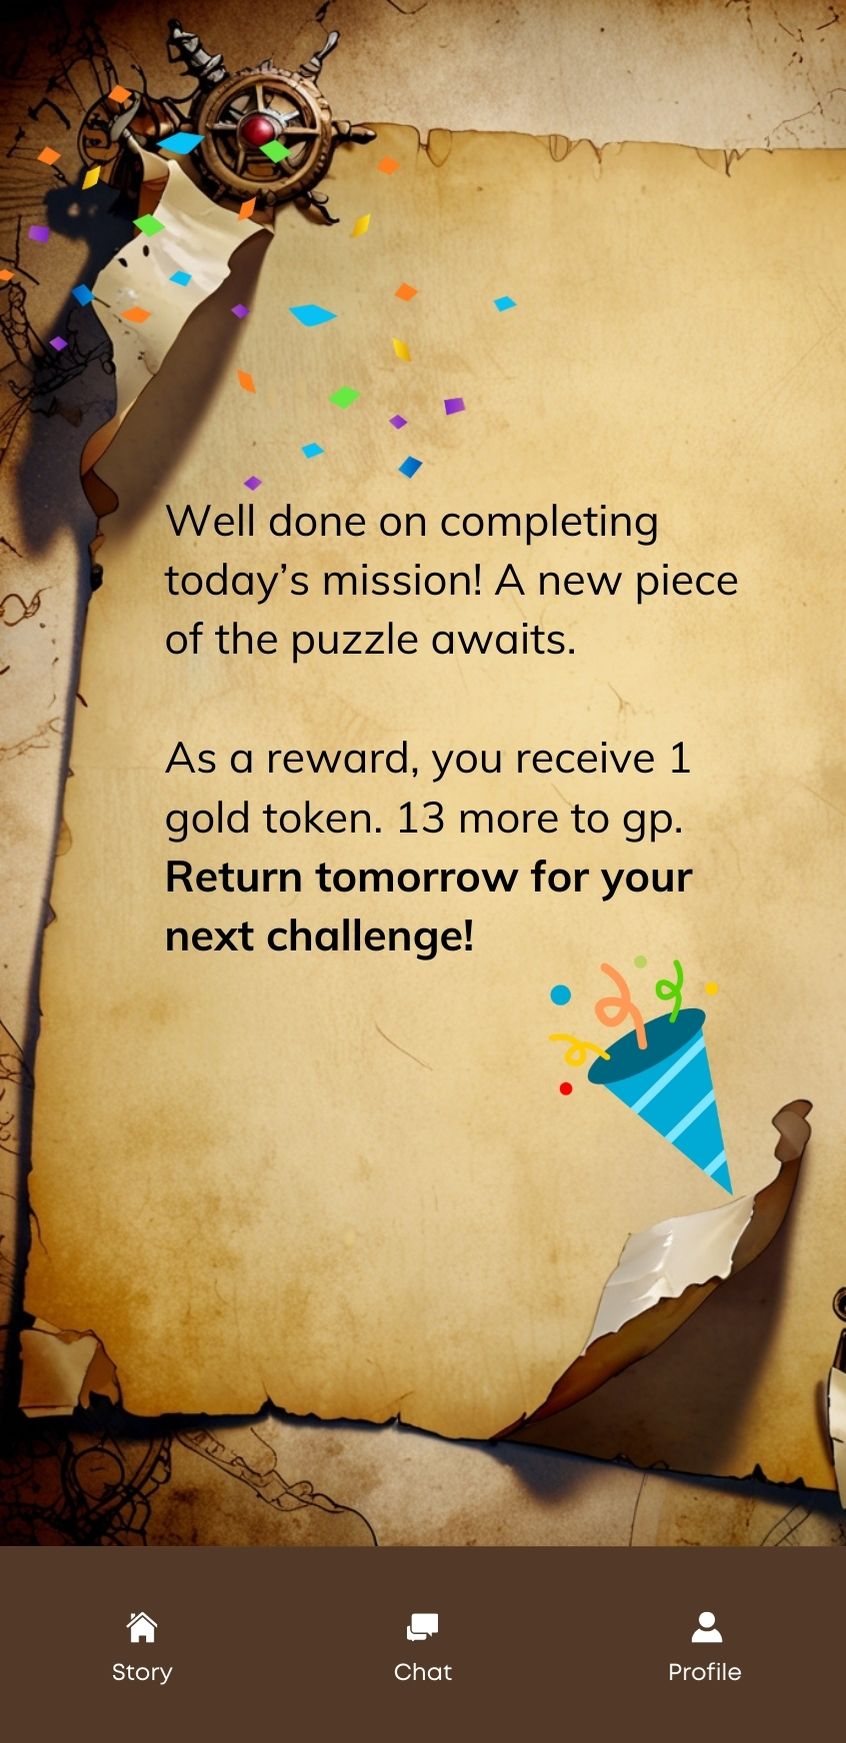 Well done on completing
today’s mission! A new piece
of the puzzle awaits.
As a reward, you receive 1
gold token. 13 more to gp.
Return tomorrow for your
next challenge!
Story
Chat
Profile